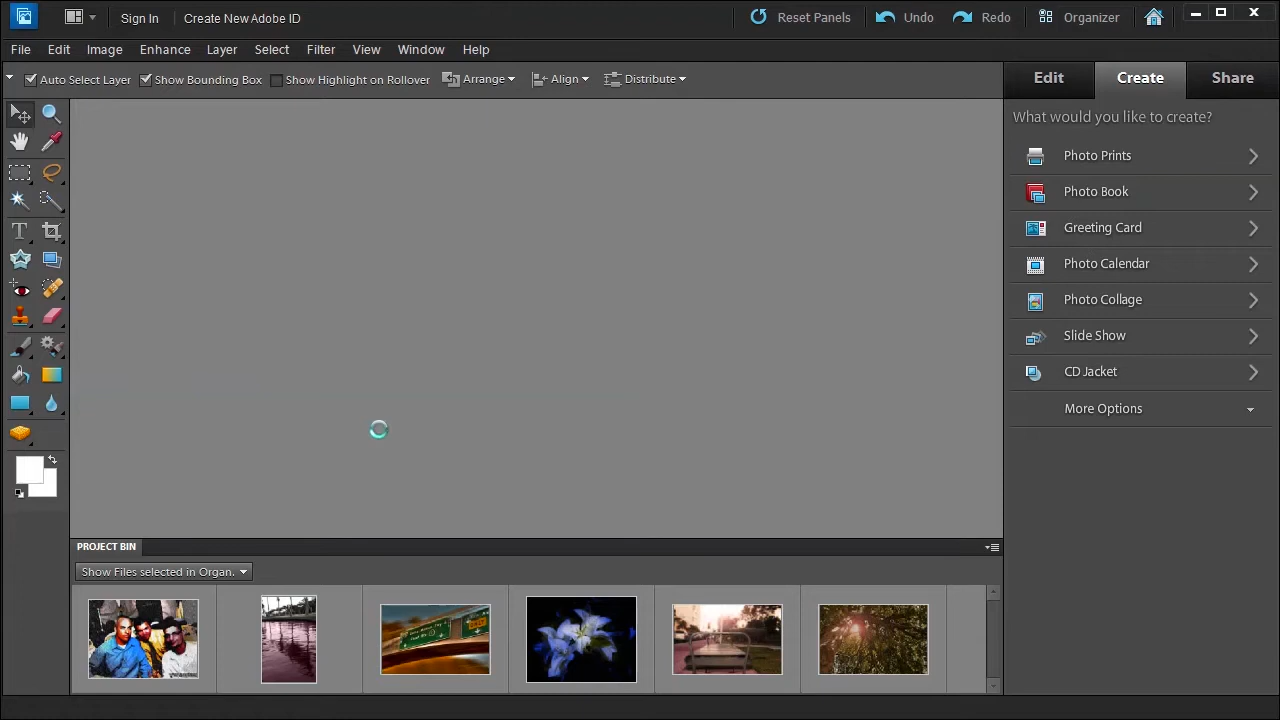 Sign In
Create New Adobe ID
Reset Panels
Undo
Redo
Organizer
File Edit Image Enhance Layer Select Filter View Window Help
Auto Select Layer
Show Bounding Box
Show Highlight on Rollover
Arrange
Align
Distribute
Edit
Create
Share
What would you like to create?
Photo Prints
Photo Book
Greeting Card
Photo Calendar
Photo Collage
Slide Show
CD Jacket
More Options
PROJECT BIN
Show Files selected in Organ.